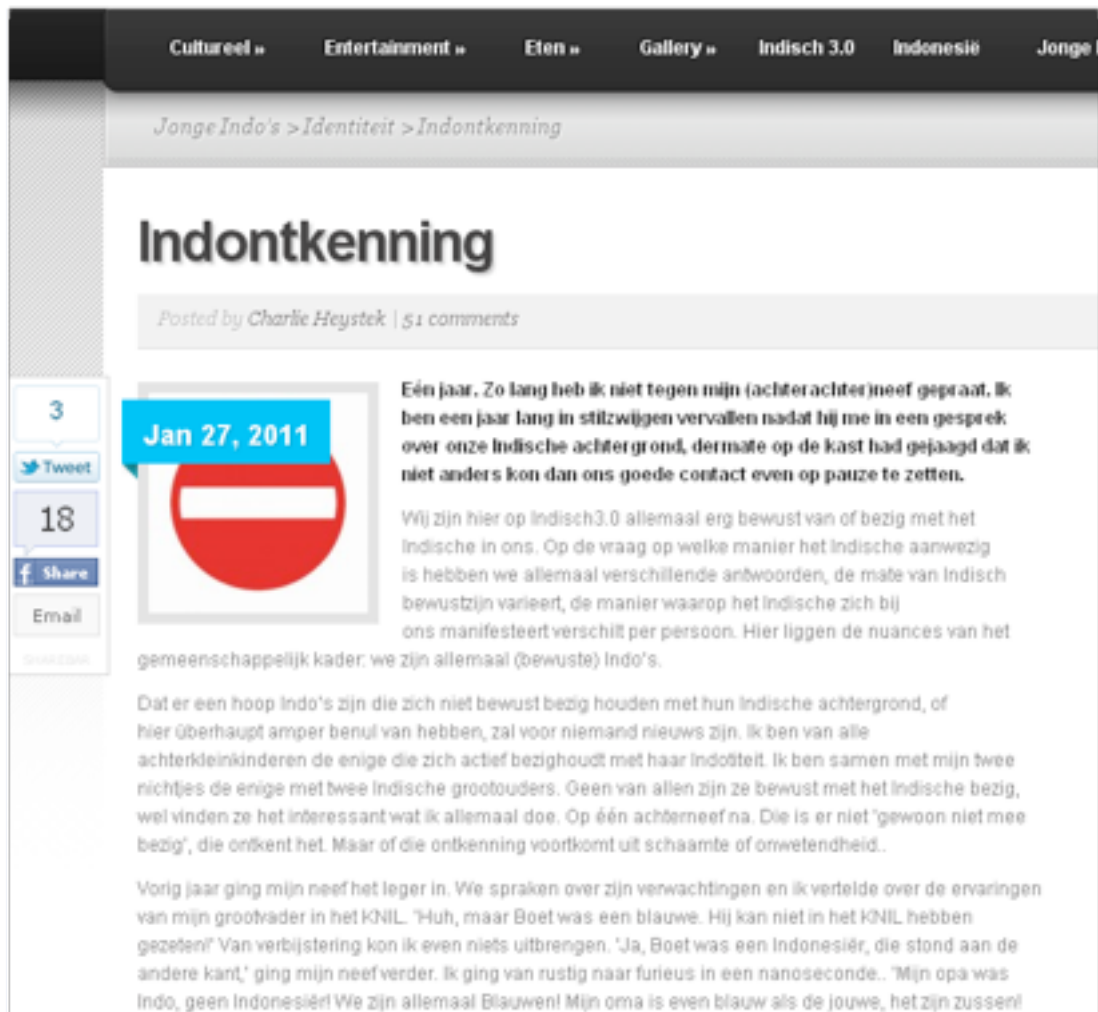 Cultureel » Entertainment » Eten » Gallery » Indisch 3.0 Indonesië Jonge
Jonge Indo's > Identiteit > Indontkenning
Indontkenning
Posted by Charlie Heystek | 51 comments
3
Tweet
18
Share
Email
Jan 27, 2011
Eén jaar. Zo lang heb ik niet tegen mijn (achterachter)neef gepraat. Ik
ben een jaar lang in stilzwijgen vervallen nadat hij me in een gesprek
over onze Indische achtergrond, dermate op de kast had gejaagd dat ik
niet anders kon dan ons goede contact even op pauze te zetten.
Wij zijn hier op Indisch3.0 allemaal erg bewust van of bezig met het
Indische in ons. Op de vraag op welke manier het Indische aanwezig
is hebben we allemaal verschillende antwoorden, de mate van Indisch
bewustzijn varieert, de manier waarop het Indische zich bij
ons manifesteert verschilt per persoon. Hier liggen de nuances van het
gemeenschappelijk kader: we zijn allemaal (bewuste) Indo's.
Dat er een hoop Indo's zijn die zich niet bewust bezig houden met hun Indische achtergrond, of
hier überhaupt amper benul van hebben, zal voor niemand nieuws zijn. Ik ben van alle
achterkleinkinderen de enige die zich actief bezighoudt met haar Indotiteit. Ik ben samen met mijn twee
nichtjes de enige met twee Indische grootouders. Geen van allen zijn ze bewust met het Indische bezig,
wel vinden ze het interessant wat ik allemaal doe. Op één achterneef na. Die is er niet 'gewoon niet mee
bezig', die ontkent het. Maar of die ontkenning voortkomt uit schaamte of onwetendheid..
Vorig jaar ging mijn neef het leger in. We spraken over zijn verwachtingen en ik vertelde over de ervaringen
van mijn grootvader in het KNIL. 'Huh, maar Boet was een blauwe. Hij kan niet in het KNIL hebben
gezeten!' Van verbijstering kon ik even niets uitbrengen. 'Ja, Boet was een Indonesiër, die stond aan de
andere kant,' ging mijn neef verder. Ik ging van rustig naar furieus in een nanoseconde.. 'Mijn opa was
Indo, geen Indonesiër! We zijn allemaal Blauwen! Mijn oma is even blauw als de jouwe, het zijn zussen!